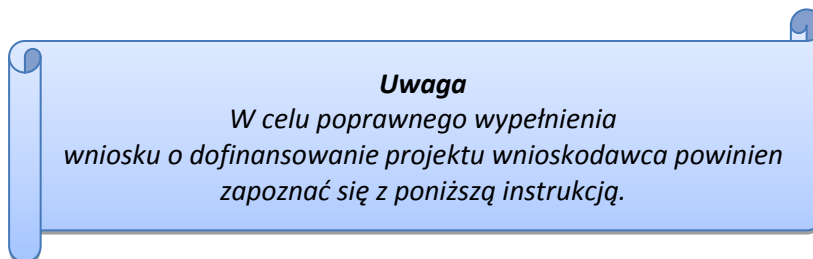 Uwaga
W celu poprawnego wypełnienia
wniosku o dofinansowanie projektu wnioskodawca powinien
zapoznać się z poniższą instrukcją.